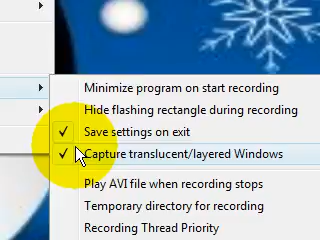 Minimize program on start recording
Hide flashing rectangle during recording
Save settings on exit
Capture translucent/layered Windows
Play AVI file when recording stops
Temporary directory for recording
Recording Thread Priority